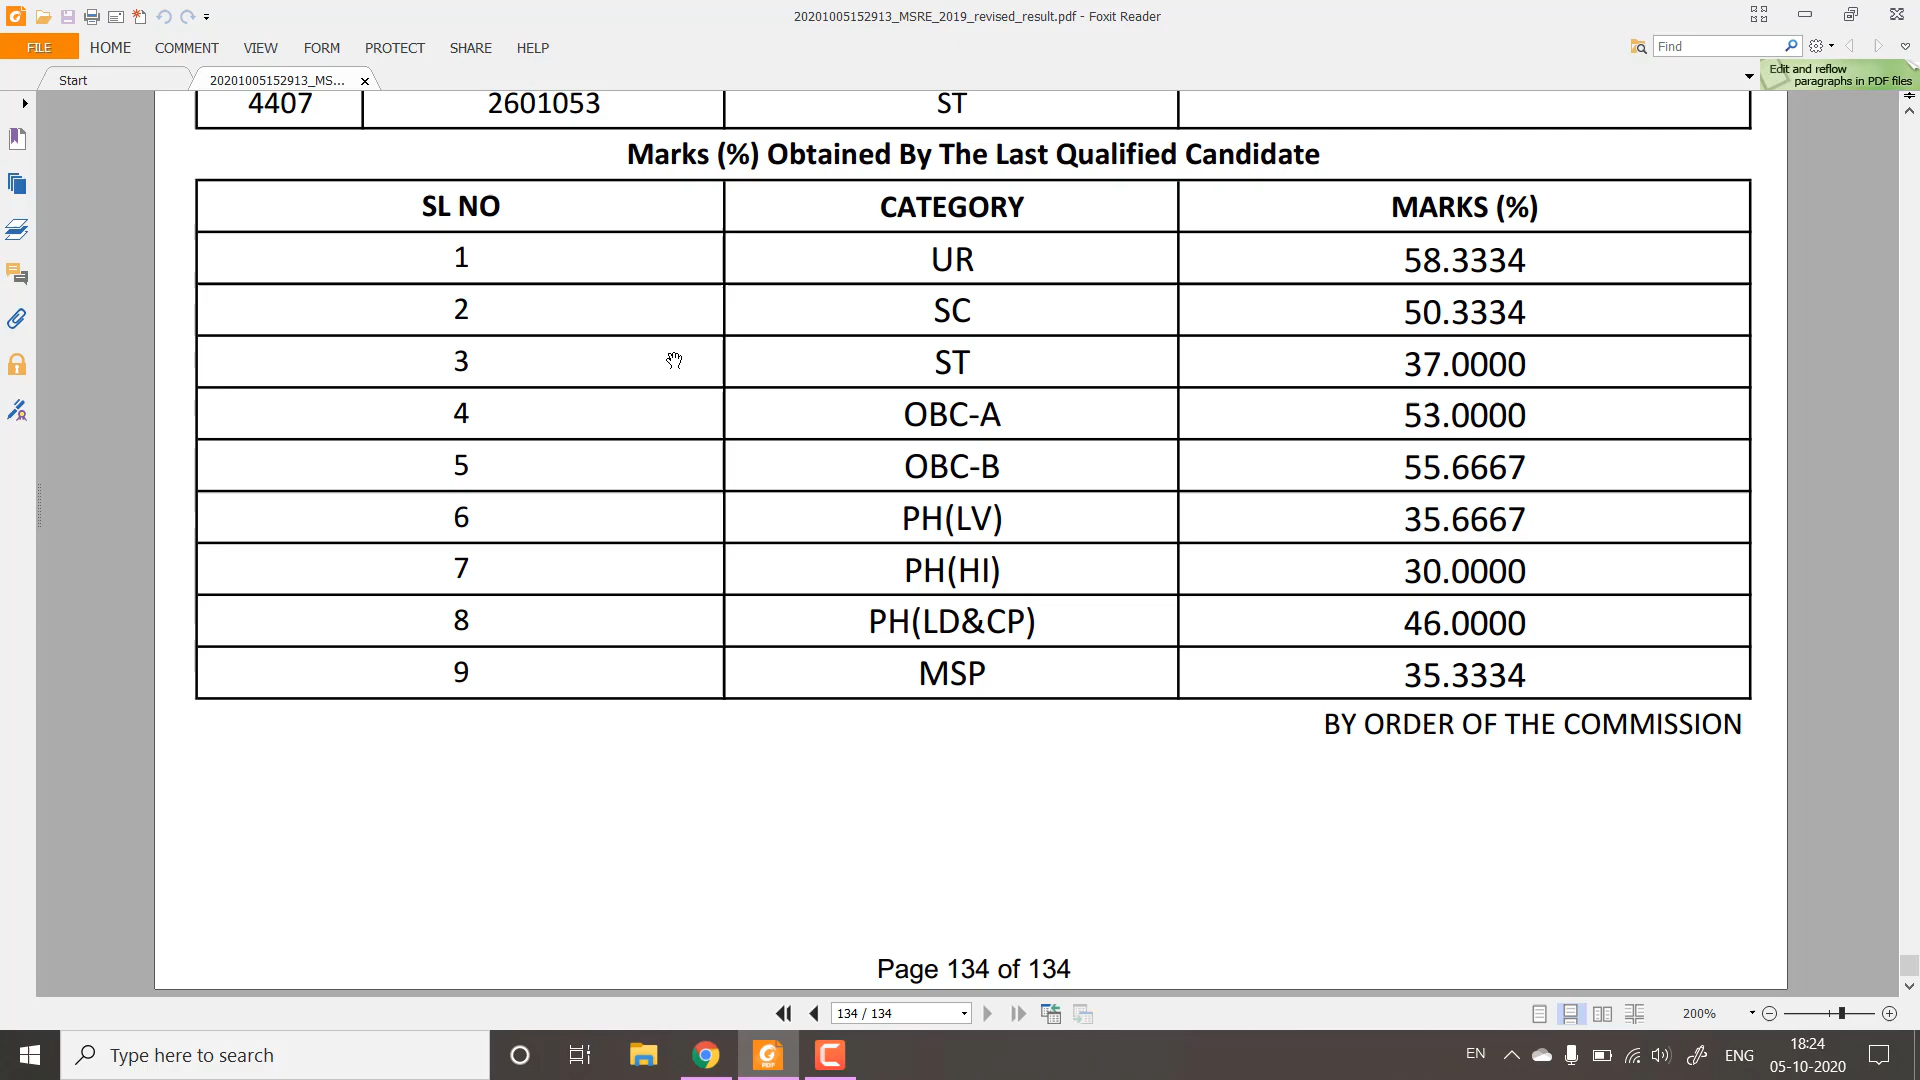 20201005152913_MSRE_2019_revised_result.pdf - Foxit Reader
FILE HOME COMMENT VIEW FORM PROTECT SHARE HELP
Find
Start
20201005152913_MS...
Edit and reflow
paragraphs in PDF files
4407 2601053 ST
Marks (%) Obtained By The Last Qualified Candidate
SL NO CATEGORY MARKS (%)
1 UR 58.3334
2 SC 50.3334
3 ST 37.0000
4 OBC-A 53.0000
5 OBC-B 55.6667
6 PH(LV) 35.6667
7 PH(HI) 30.0000
8 PH(LD&CP) 46.0000
9 MSP 35.3334
BY ORDER OF THE COMMISSION
Page 134 of 134
134 / 134
200%
Type here to search
PDF
EN
ENG
18:24
05-10-2020